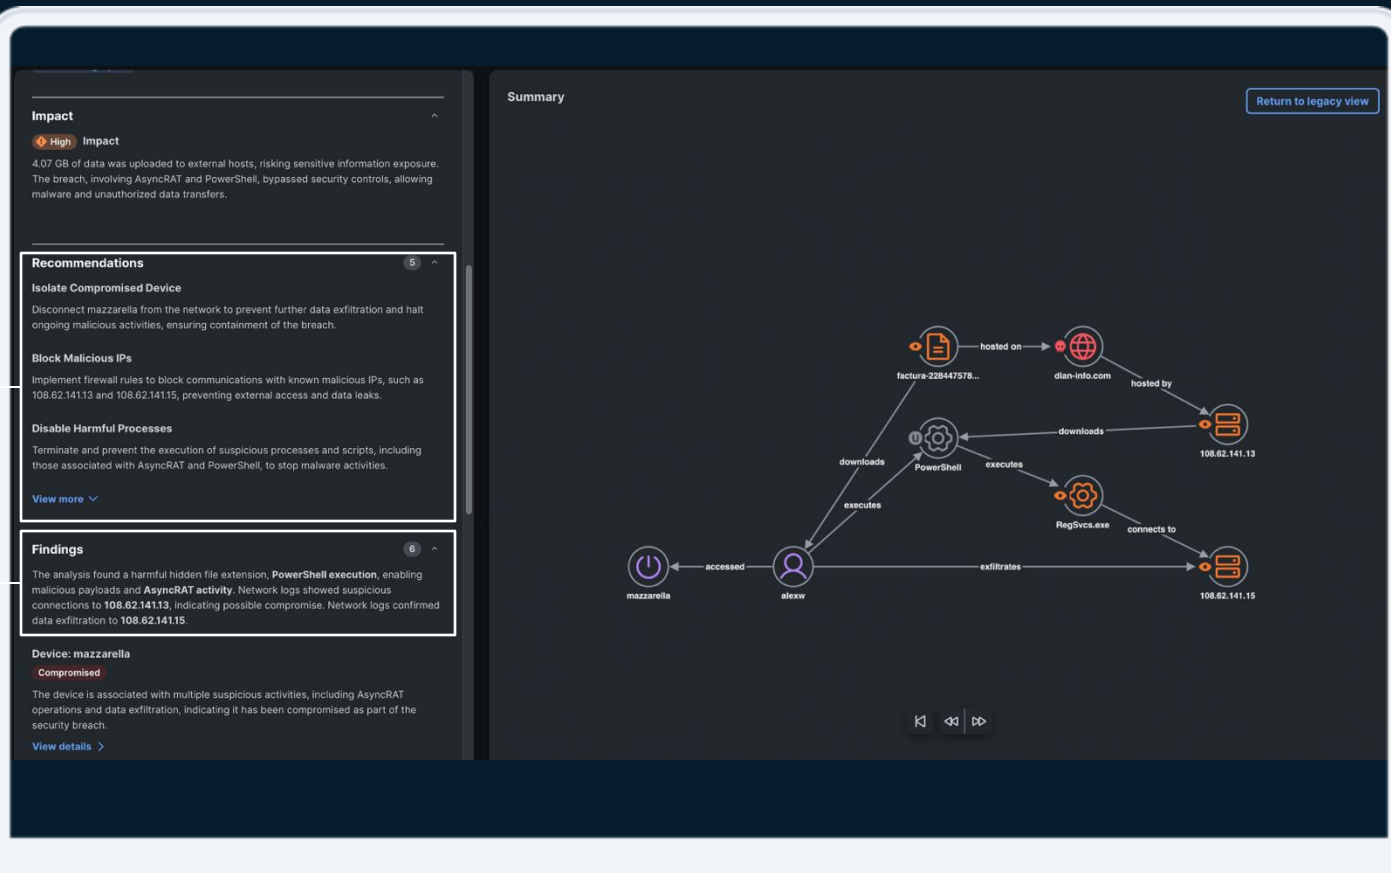 Impact
High Impact
4.07 GB of data was uploaded to external hosts, risking sensitive information exposure.
The breach, involving AsyncRAT and PowerShell, bypassed security controls, allowing
malware and unauthorized data transfers.
Recommendations 5
Isolate Compromised Device
Disconnect mazzarella from the network to prevent further data exfiltration and halt
ongoing malicious activities, ensuring containment of the breach.
Block Malicious IPs
Implement firewall rules to block communications with known malicious IPs, such as
108.62.141.13 and 108.62.141.15, preventing external access and data leaks.
Disable Harmful Processes
Terminate and prevent the execution of suspicious processes and scripts, including
those associated with AsyncRAT and PowerShell, to stop malware activities.
View more
Findings 6
The analysis found a harmful hidden file extension, PowerShell execution, enabling
malicious payloads and AsyncRAT activity. Network logs showed suspicious
connections to 108.62.141.13, indicating possible compromise. Network logs confirmed
data exfiltration to 108.62.141.15.
Device: mazzarella
Compromised
The device is associated with multiple suspicious activities, including AsyncRAT
operations and data exfiltration, indicating it has been compromised as part of the
security breach.
View details
Summary
Return to legacy view
hosted on
factura-228447578...
dian-info.com
hosted by
downloads
108.62.141.13
downloads
U
PowerShell
executes
executes
RegSvcs.exe
connects to
accessed
exfiltrates
mazzarella
alexw
108.62.141.15